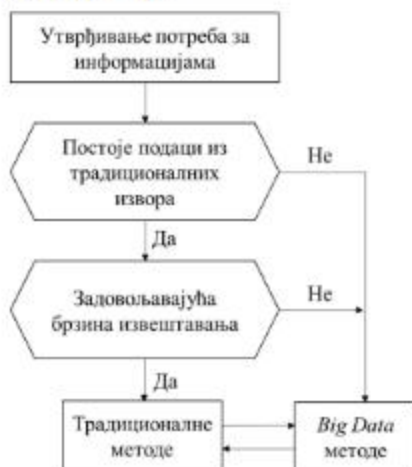 Утврђивање потреба за
информацијама
Постоје подаци из
традиционалних
извора
Не
Да
Задовољавајућа
брзина извештавања
Не
Да
Традиционалне
методе
Big Data
методе